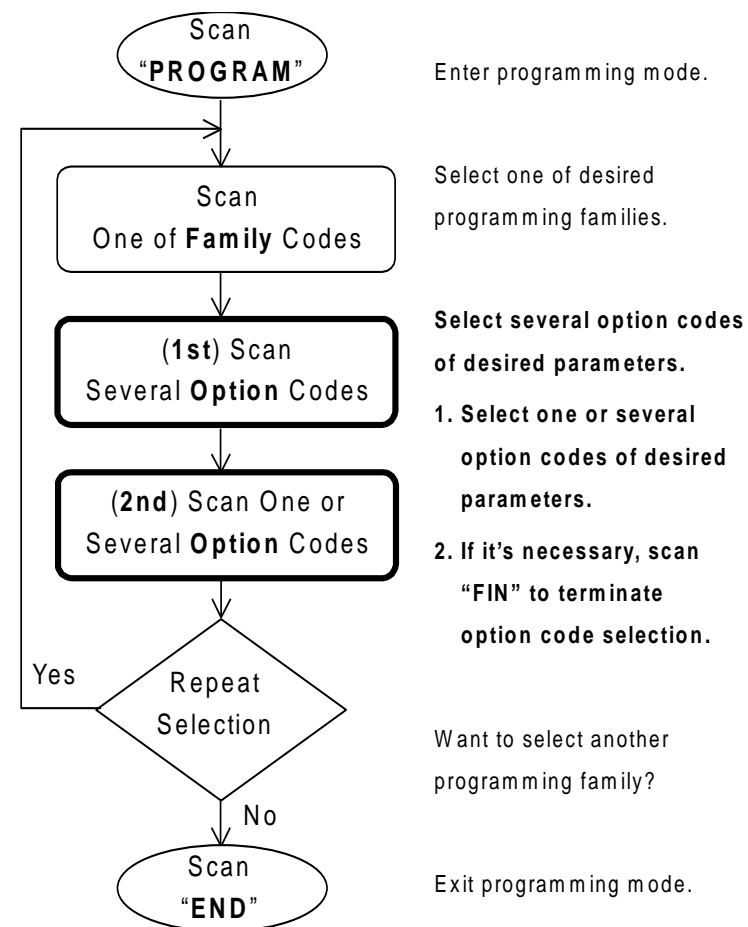 Scan
“PROGRAM”
Enter programming mode.
Scan
One of Family Codes
Select one of desired
programming families.
(1st) Scan
Several Option Codes
Select several option codes
of desired parameters.
1. Select one or several
option codes of desired
parameters.
(2nd) Scan One or
Several Option Codes
2. If it’s necessary, scan
“FIN” to terminate
option code selection.
Yes
Repeat
Selection
Want to select another
programming family?
No
Scan
“END”
Exit programming mode.